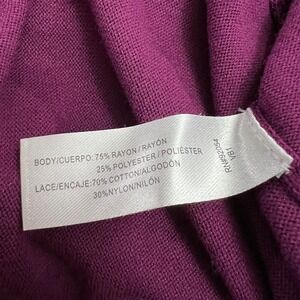 BODY/CUERPO: 75% RAYON / RAYÓN
25% POLYESTER / POLIÉSTER
LACE/ENCAJE: 70% COTTON/ALGODÓN
30%NYLON/NILÓN